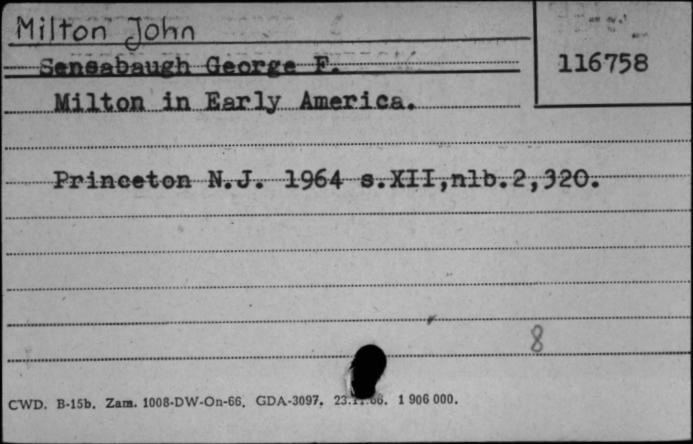 Milton John
Sensabaugh George F.
116758
Milton in Early America.
Princeton N.J. 1964 s.XII,nlb.2,320.
8
CWD. B-15b. Zam. 1008-DW-On-66. GDA-3097. 1 906 000.